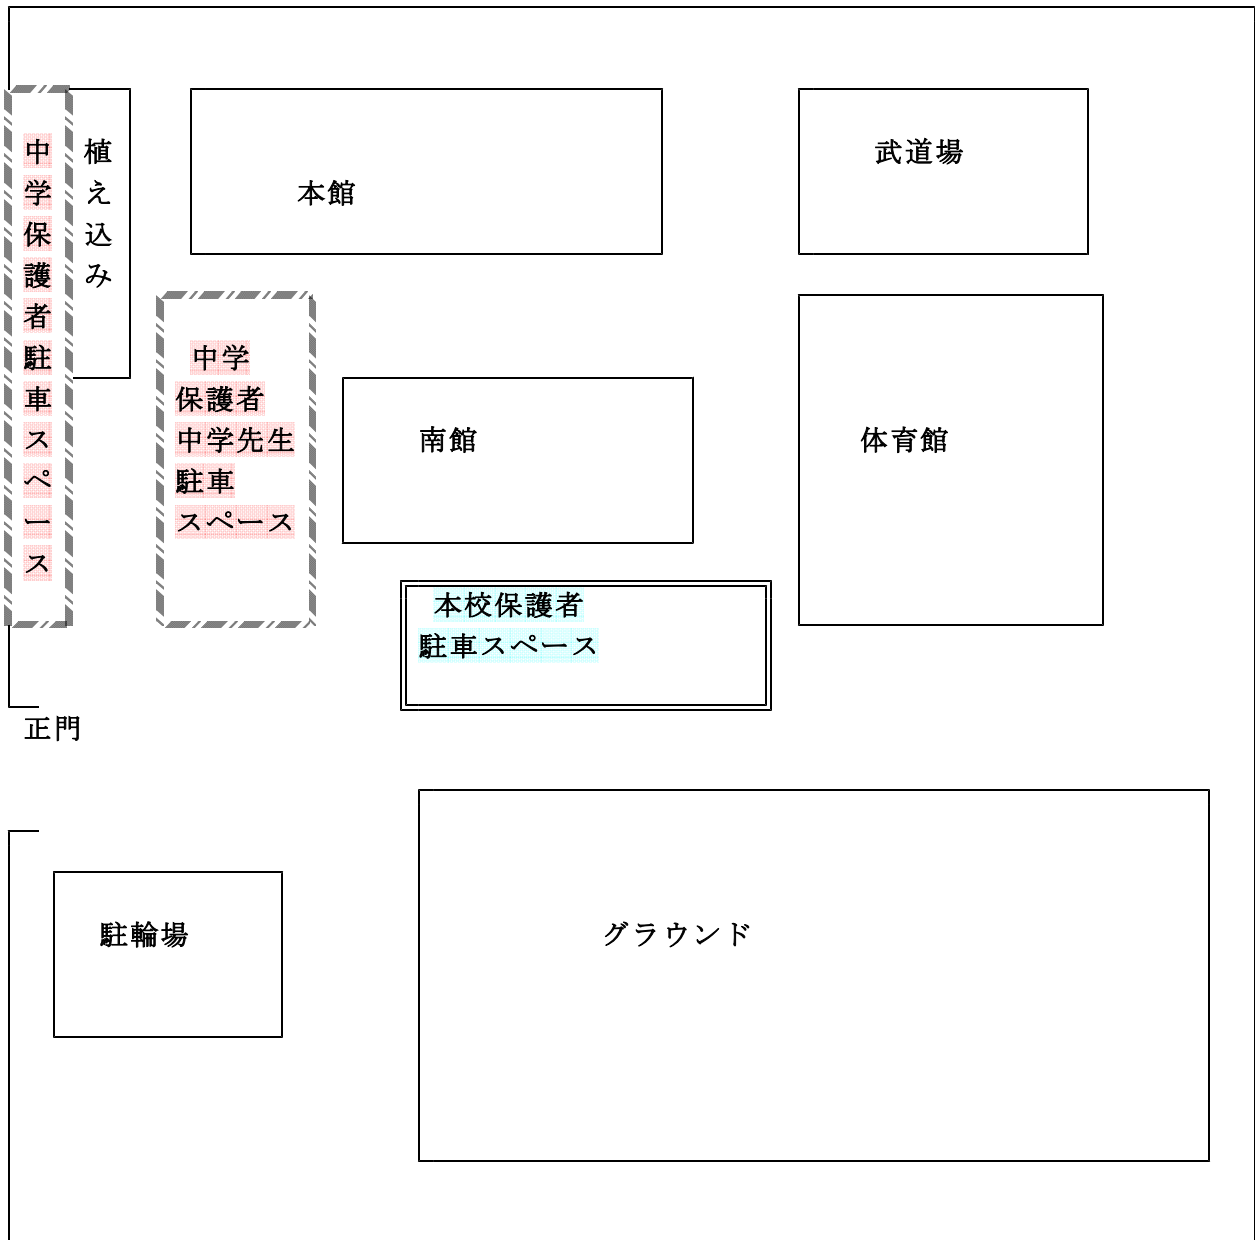 中学保護者駐車スペース
植え込み
本館
武道場
中学
保護者
中学先生
駐車
スペース
南館
体育館
本校保護者
駐車スペース
正門
駐輪場
グラウンド